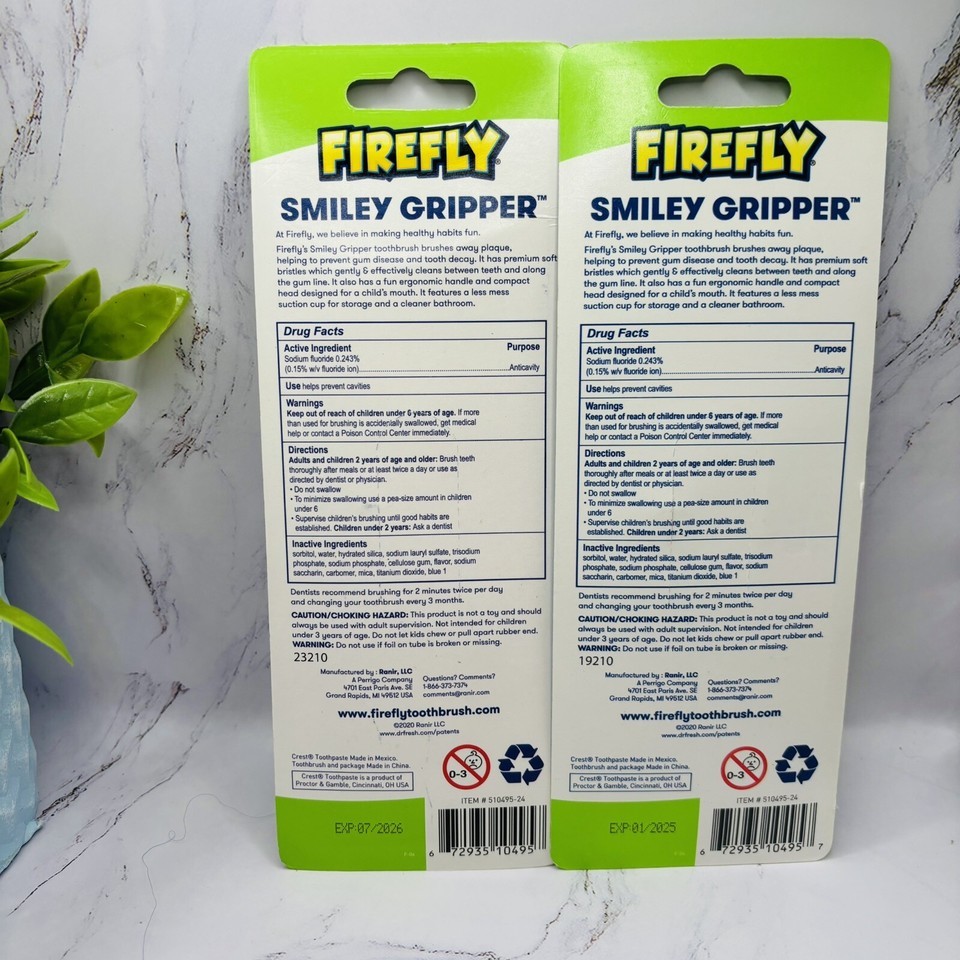 FIREFLY®
SMILEY GRIPPER™
At Firefly, we believe in making healthy habits fun.
Firefly's Smiley Gripper toothbrush brushes away plaque,
helping to prevent gum disease and tooth decay. It has premium soft
bristles which gently & effectively cleans between teeth and along
the gum line. It also has a fun ergonomic handle and compact
head designed for a child's mouth. It features a less mess
suction cup for storage and a cleaner bathroom.
Drug Facts
Active Ingredient Purpose
Sodium fluoride 0.243%
(0.15% w/v fluoride ion)..........Anticavity
Use helps prevent cavities
Warnings
Keep out of reach of children under 6 years of age. If more
than used for brushing is accidentally swallowed, get medical
help or contact a Poison Control Center immediately.
Directions
Adults and children 2 years of age and older: Brush teeth
thoroughly after meals or at least twice a day or use as
directed by dentist or physician.
• Do not swallow
• To minimize swallowing use a pea-size amount in children
under 6
• Supervise children's brushing until good habits are
established. Children under 2 years: Ask a dentist
Inactive Ingredients
sorbitol, water, hydrated silica, sodium lauryl sulfate, trisodium
phosphate, sodium phosphate, cellulose gum, flavor, sodium
saccharin, carbomer, mica, titanium dioxide, blue 1
Dentists recommend brushing for 2 minutes twice per day
and changing your toothbrush every 3 months.
CAUTION/CHOKING HAZARD: This product is not a toy and should
always be used with adult supervision. Not intended for children
under 3 years of age. Do not let kids chew or pull apart rubber end.
WARNING: Do not use if foil on tube is broken or missing.
23210
Manufactured by : Ranir, LLC
A Perrigo Company
4701 East Paris Ave. SE
Grand Rapids, MI 49512 USA
Questions? Comments?
1-866-373-7374
comments@ranir.com
www.fireflytoothbrush.com
©2020 Ranir LLC
www.drfresh.com/patents
Crest® Toothpaste Made in Mexico.
Toothbrush and package Made in China.
Crest® Toothpaste is a product of
Proctor & Gamble, Cincinnati, OH USA
0-3
ITEM # 510495-24
EXP:07/2026
6 72935 10495
FIREFLY®
SMILEY GRIPPER™
At Firefly, we believe in making healthy habits fun.
Firefly's Smiley Gripper toothbrush brushes away plaque,
helping to prevent gum disease and tooth decay. It has premium soft
bristles which gently & effectively cleans between teeth and along
the gum line. It also has a fun ergonomic handle and compact
head designed for a child's mouth. It features a less mess
suction cup for storage and a cleaner bathroom.
Drug Facts
Active Ingredient Purpose
Sodium fluoride 0.243%
(0.15% w/v fluoride ion)..........Anticavity
Use helps prevent cavities
Warnings
Keep out of reach of children under 6 years of age. If more
than used for brushing is accidentally swallowed, get medical
help or contact a Poison Control Center immediately.
Directions
Adults and children 2 years of age and older: Brush teeth
thoroughly after meals or at least twice a day or use as
directed by dentist or physician.
• Do not swallow
• To minimize swallowing use a pea-size amount in children
under 6
• Supervise children's brushing until good habits are
established. Children under 2 years: Ask a dentist
Inactive Ingredients
sorbitol, water, hydrated silica, sodium lauryl sulfate, trisodium
phosphate, sodium phosphate, cellulose gum, flavor, sodium
saccharin, carbomer, mica, titanium dioxide, blue 1
Dentists recommend brushing for 2 minutes twice per day
and changing your toothbrush every 3 months.
CAUTION/CHOKING HAZARD: This product is not a toy and should
always be used with adult supervision. Not intended for children
under 3 years of age. Do not let kids chew or pull apart rubber end.
WARNING: Do not use if foil on tube is broken or missing.
19210
Manufactured by : Ranir, LLC
A Perrigo Company
4701 East Paris Ave. SE
Grand Rapids, MI 49512 USA
Questions? Comments?
1-866-373-7374
comments@ranir.com
www.fireflytoothbrush.com
©2020 Ranir LLC
www.drfresh.com/patents
Crest® Toothpaste Made in Mexico.
Toothbrush and package Made in China.
Crest® Toothpaste is a product of
Proctor & Gamble, Cincinnati, OH USA
0-3
ITEM # 510495-24
EXP:01/2025
6 72935 10495 7